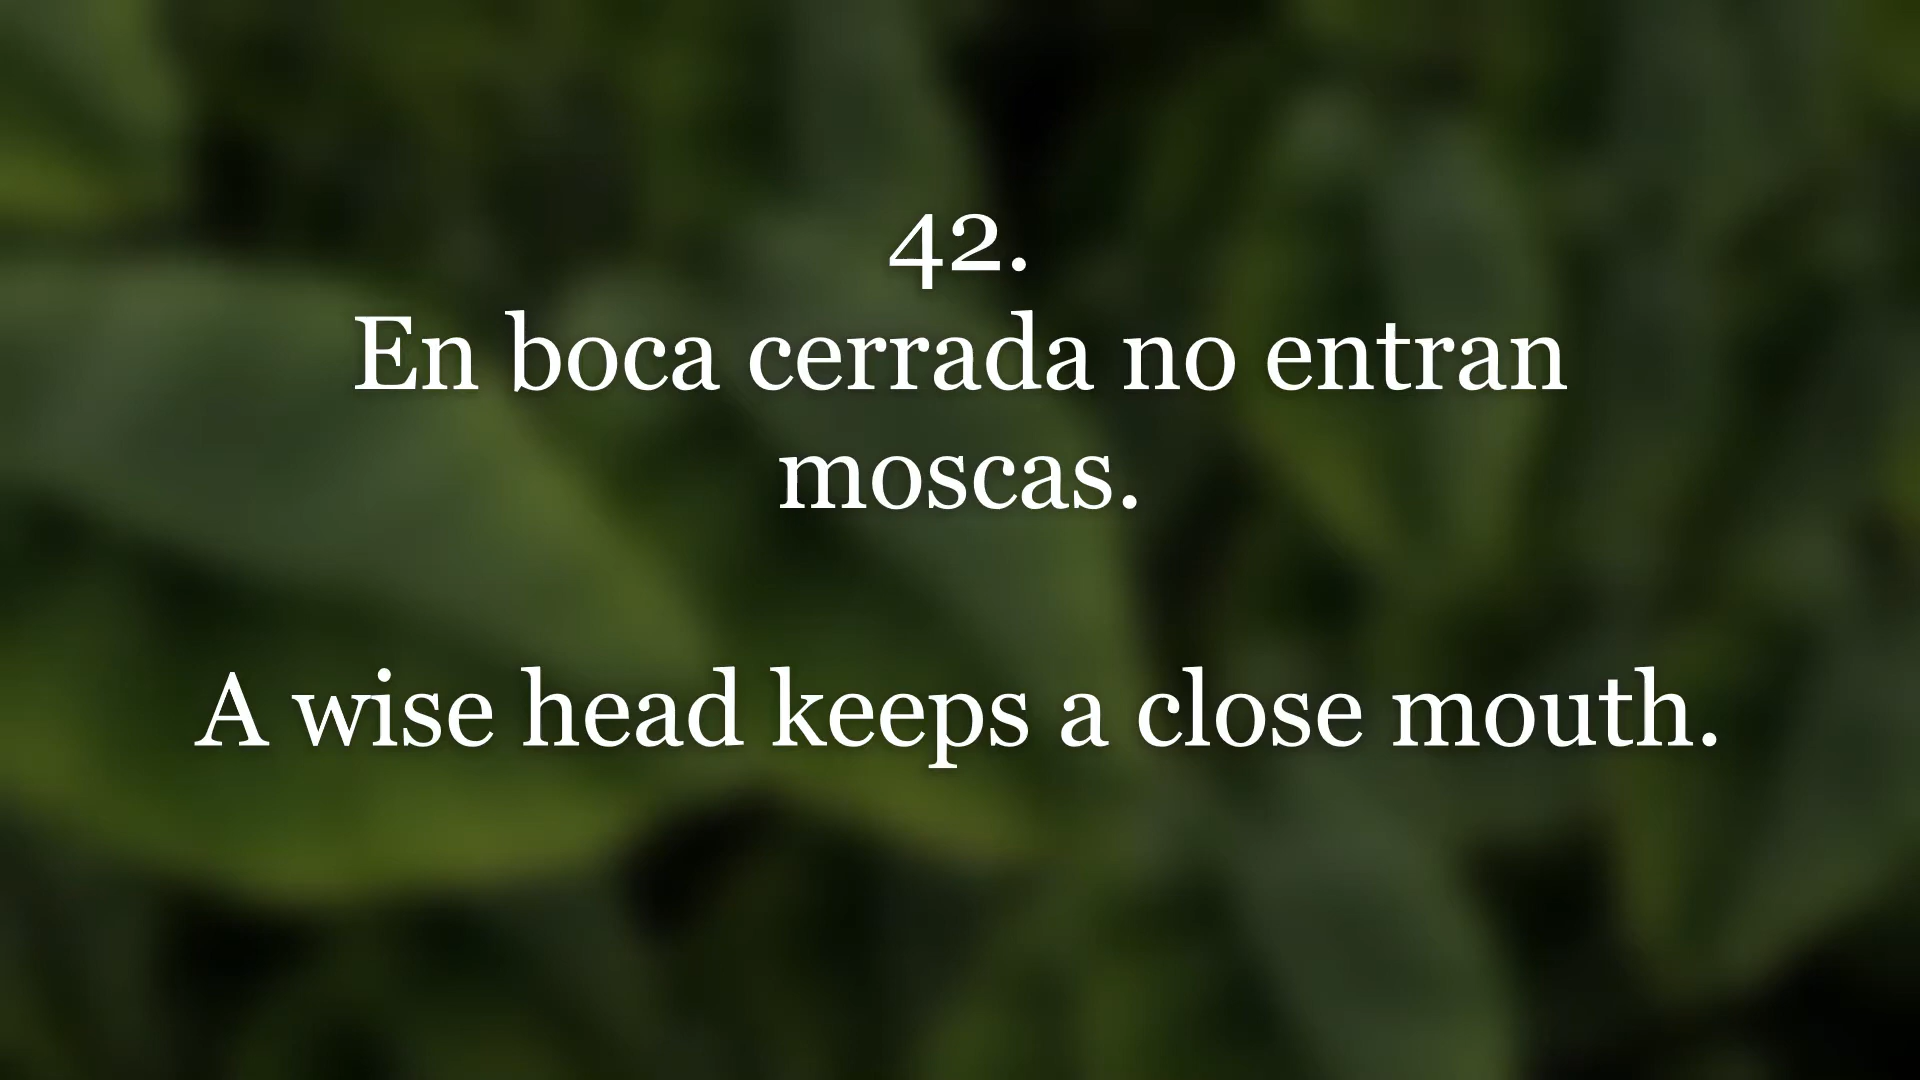 42.
En boca cerrada no entran
moscas.
A wise head keeps a close mouth.